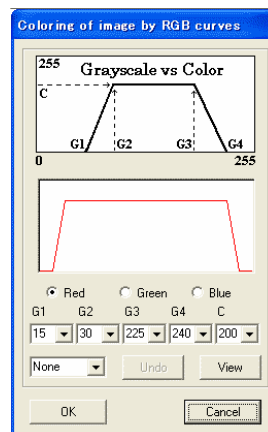 Coloring of image by RGB curves
255 Grayscale vs Color
C
G1 G2 G3 G4
0 255
Red Green Blue
G1 G2 G3 G4 C
15 30 225 240 200
None Undo View
OK Cancel